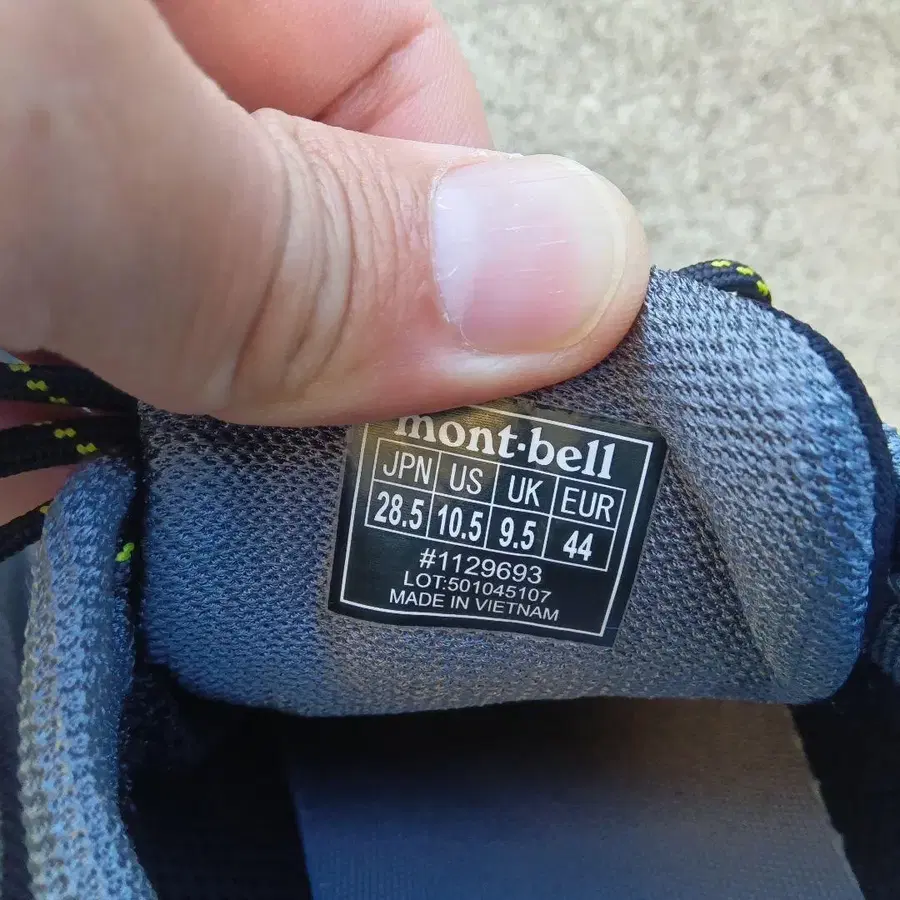 mont-bell
JPN US UK EUR
28.5 10.5 9.5 44
#1129693
LOT:501045107
MADE IN VIETNAM